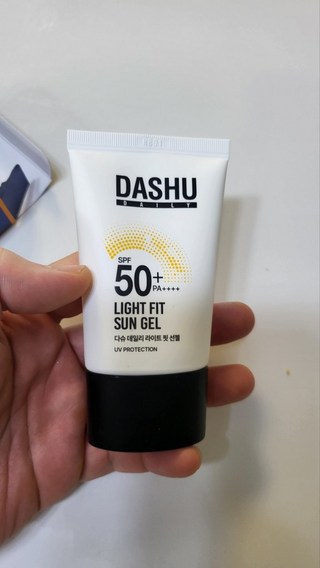 DASHU
DAILY
SPF
50+
PA++++
LIGHT FIT
SUN GEL
다슈 데일리 라이트 핏 선젤
UV PROTECTION